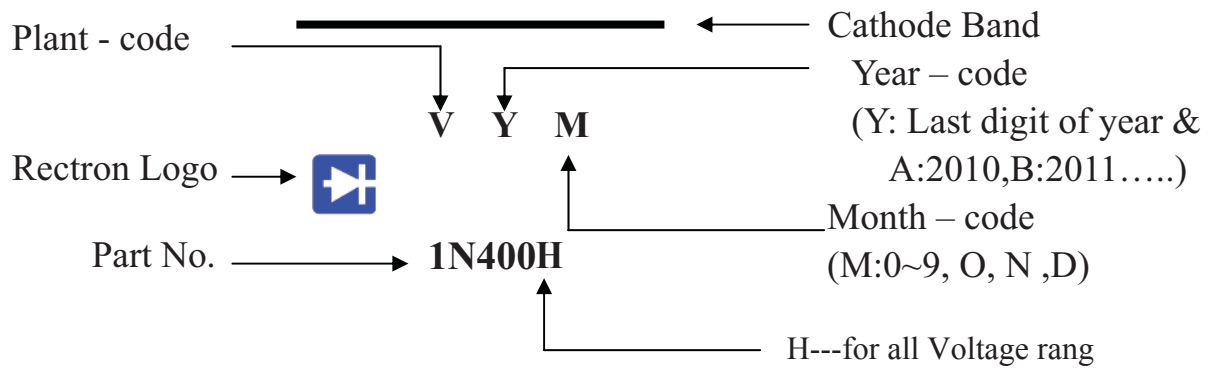 Cathode Band
Plant - code
Year – code
(Y: Last digit of year &
A:2010,B:2011…..)
V Y M
Rectron Logo
Month – code
(M:0~9, O, N ,D)
Part No.
1N400H
H---for all Voltage rang